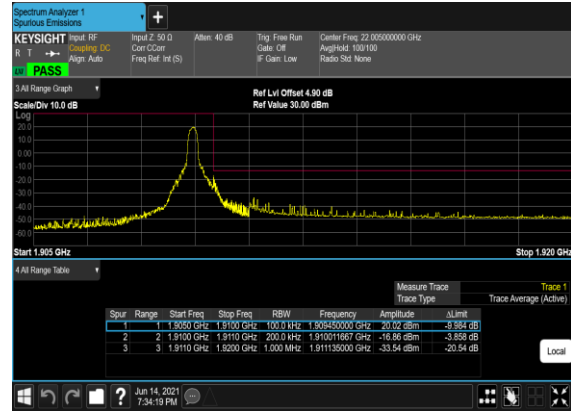 Spectrum Analyzer 1
Spurious Emissions
KEYSIGHT Input: RF Input Z: 50 Ω Atten: 40 dB Trig: Free Run Center Freq: 22.005000000 GHz
R T Coupling: DC Corr CCorr Gate: Off Avg|Hold: 100/100
Align: Auto Freq Ref: Int (S) IF Gain: Low Radio Std: None
PASS
3 All Range Graph
Ref Lvl Offset 4.90 dB
Scale/Div 10.0 dB Ref Value 30.00 dBm
Log
20.0
10.0
0.00
-10.0
-20.0
-30.0
-40.0
-50.0
-60.0
Start 1.905 GHz Stop 1.920 GHz
4 All Range Table
Measure Trace Trace 1
Trace Type Trace Average (Active)
Spur Range Start Freq Stop Freq RBW Frequency Amplitude ΔLimit
1 1 1.9050 GHz 1.9100 GHz 100.0 kHz 1.909450000 GHz 20.02 dBm -9.984 dB
2 2 1.9100 GHz 1.9110 GHz 200.0 kHz 1.910011667 GHz -16.86 dBm -3.858 dB
3 3 1.9110 GHz 1.9200 GHz 1.000 MHz 1.911135000 GHz -33.54 dBm -20.54 dB
Local
Jun 14, 2021
7:34:19 PM